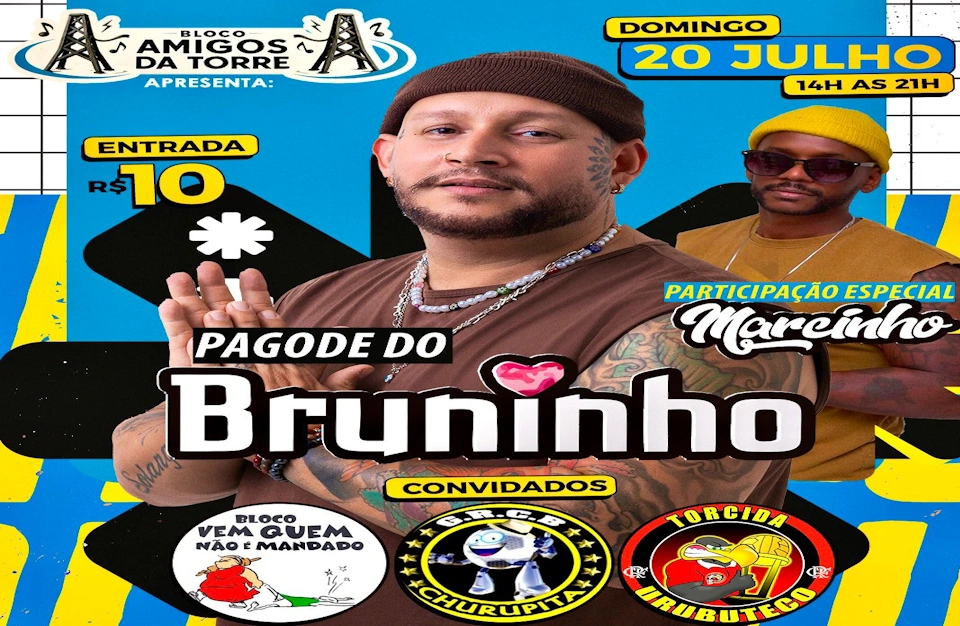 BLOCO
AMIGOS
DA TORRE
APRESENTA:
DOMINGO
20 JULHO
14H AS 21H
ENTRADA
R$10
PARTICIPAÇÃO ESPECIAL
Marcinho
PAGODE DO
Bruninho
CONVIDADOS
BLOCO
VEM QUEM
NÃO É MANDADO
G.R.C.B
CHURUPITA
TORCIDA
URUBUTECO